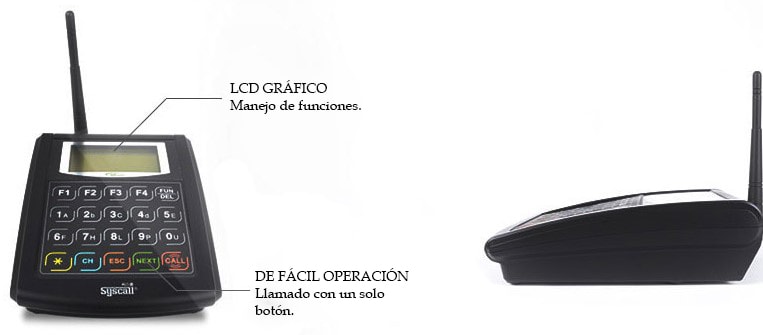 LCD GRÁFICO
Manejo de funciones.
F1 F2 F3 F4 FUN DEL
1A 2b 3C 4d 5E
6F 7H 8L 9P 0U
* CH ESC NEXT CALL
Syscall
DE FÁCIL OPERACIÓN
Llamado con un solo
botón.